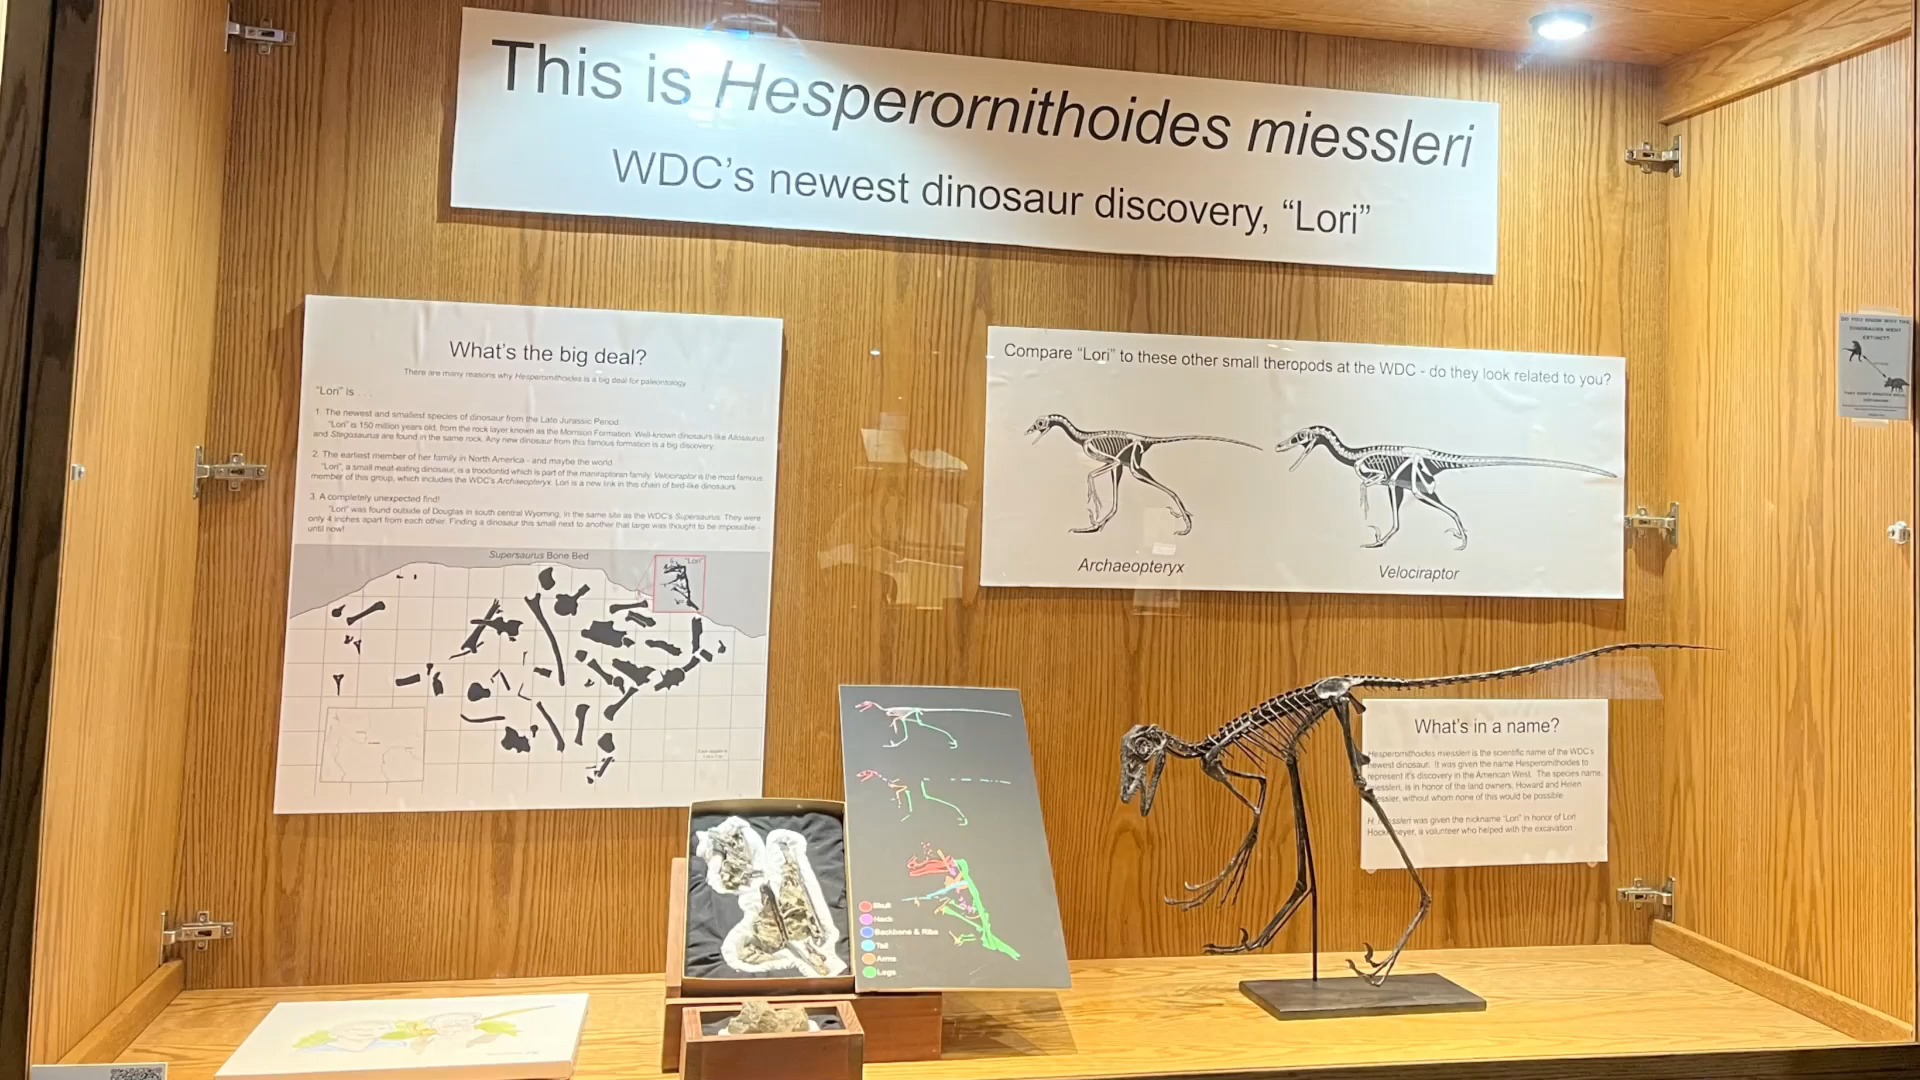 This is Hesperornithoides miessleri
WDC's newest dinosaur discovery, "Lori"
What's the big deal?
There are many reasons why Hesperornithoides is a big deal for paleontology
"Lori" is . . .
1. The newest and smallest species of dinosaur from the Late Jurassic Period.
"Lori" is 150 million years old, from the rock layer known as the Morrison Formation. Well-known dinosaurs like Allosaurus
and Stegosaurus are found in the same rock. Any new dinosaur from this famous formation is a big discovery.
2. The earliest member of her family in North America - and maybe the world.
"Lori", a small meat-eating dinosaur, is a troodontid which is part of the maniraptoran family. Velociraptor is the most famous
member of this group, which includes the WDC's Archaeopteryx. Lori is a new link in this chain of bird-like dinosaurs.
3. A completely unexpected find!
"Lori" was found outside of Douglas in south central Wyoming, in the same site as the WDC's Supersaurus. They were
only 4 inches apart from each other. Finding a dinosaur this small next to another that large was thought to be impossible -
until now!
Supersaurus Bone Bed
"Lori"
Compare "Lori" to these other small theropods at the WDC - do they look related to you?
Archaeopteryx
Velociraptor
Skull
Neck
Backbone & Ribs
Tail
Arms
Legs
What's in a name?
Hesperornithoides miessleri is the scientific name of the WDC's
newest dinosaur. It was given the name Hesperornithoides to
represent it's discovery in the American West. The species name,
miessleri, is in honor of the land owners, Howard and Helen
Miessler, without whom none of this would be possible.
H. miessleri was given the nickname "Lori" in honor of Lori
Hockemeyer, a volunteer who helped with the excavation.
DO YOU KNOW WHY THE
DINOSAURS WENT
EXTINCT?